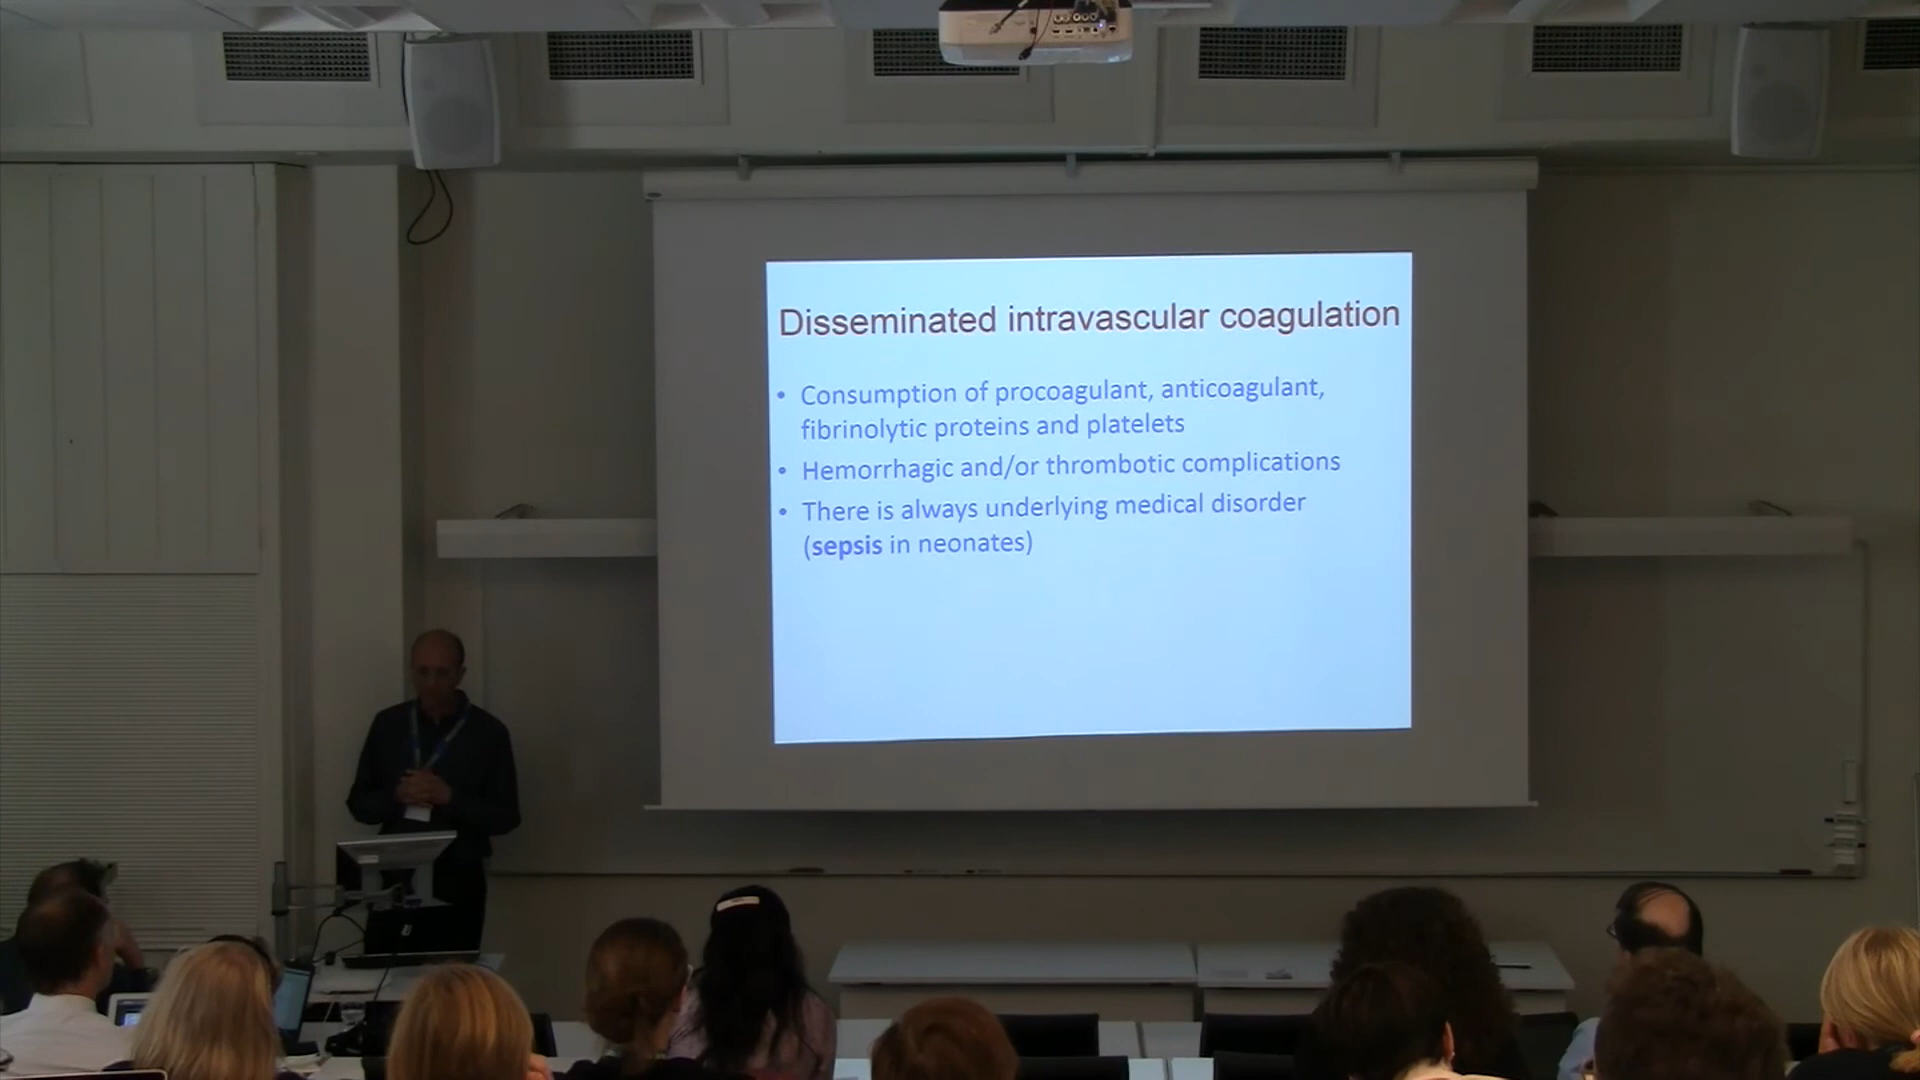 Disseminated intravascular coagulation
• Consumption of procoagulant, anticoagulant,
fibrinolytic proteins and platelets
• Hemorrhagic and/or thrombotic complications
• There is always underlying medical disorder
(sepsis in neonates)